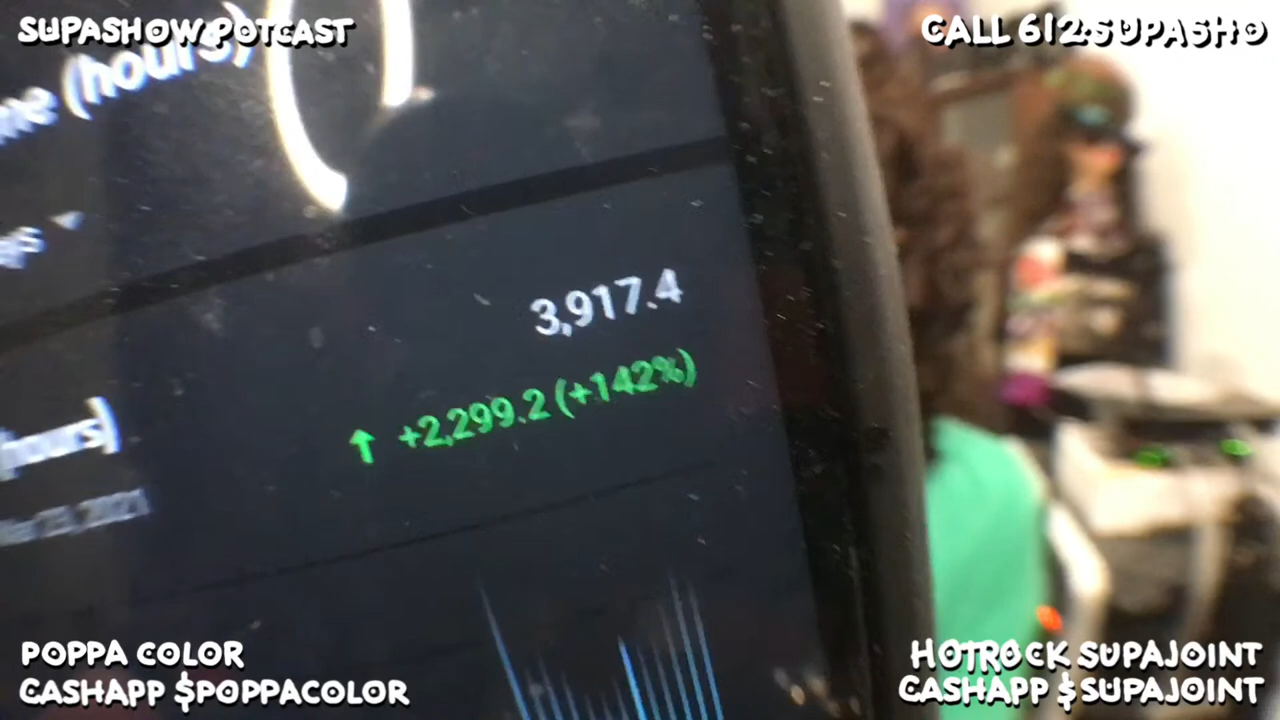 SUPASHOW POTCAST
CALL 612-SUPASHO
(hours)
3,917.4
↑ +2,299.2 (+142%)
(hours)
POPPA COLOR
CASHAPP $POPPACOLOR
HOTROCK SUPAJOINT
CASHAPP $SUPAJOINT